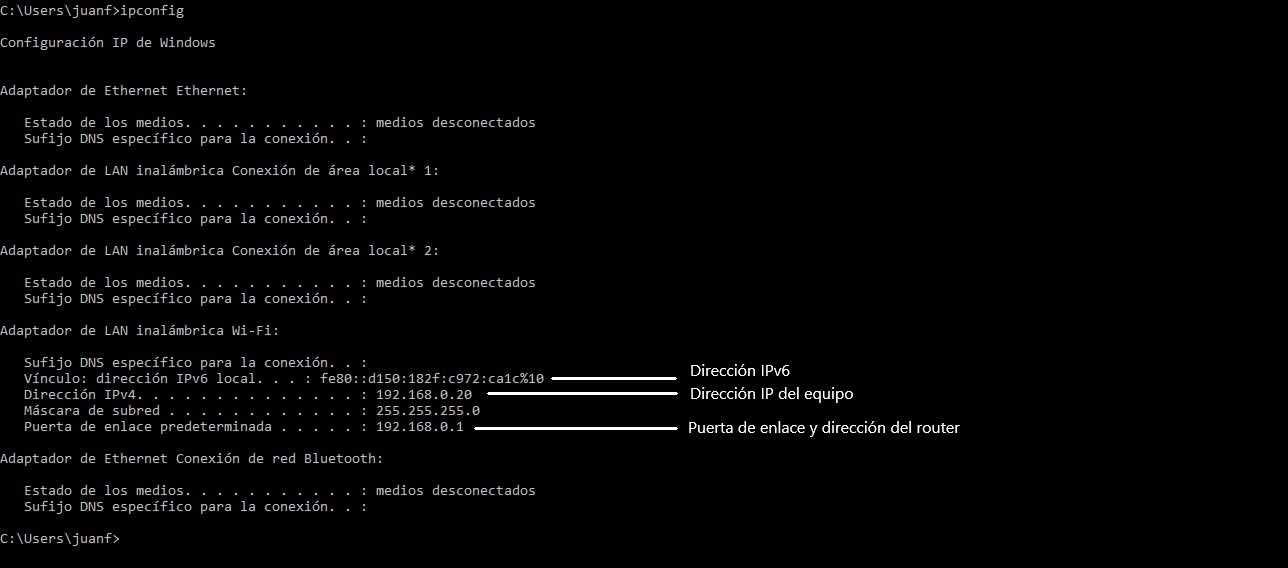 C:\Users\juanf>ipconfig
Configuración IP de Windows
Adaptador de Ethernet Ethernet:
Estado de los medios. . . . . . . . . . . : medios desconectados
Sufijo DNS específico para la conexión. . :
Adaptador de LAN inalámbrica Conexión de área local* 1:
Estado de los medios. . . . . . . . . . . : medios desconectados
Sufijo DNS específico para la conexión. . :
Adaptador de LAN inalámbrica Conexión de área local* 2:
Estado de los medios. . . . . . . . . . . : medios desconectados
Sufijo DNS específico para la conexión. . :
Adaptador de LAN inalámbrica Wi-Fi:
Sufijo DNS específico para la conexión. . :
Vínculo: dirección IPv6 local. . . : fe80::d150:182f:c972:ca1c%10 Dirección IPv6
Dirección IPv4. . . . . . . . . . . . . . : 192.168.0.20 Dirección IP del equipo
Máscara de subred . . . . . . . . . . . . : 255.255.255.0
Puerta de enlace predeterminada . . . . . : 192.168.0.1 Puerta de enlace y dirección del router
Adaptador de Ethernet Conexión de red Bluetooth:
Estado de los medios. . . . . . . . . . . : medios desconectados
Sufijo DNS específico para la conexión. . :
C:\Users\juanf>